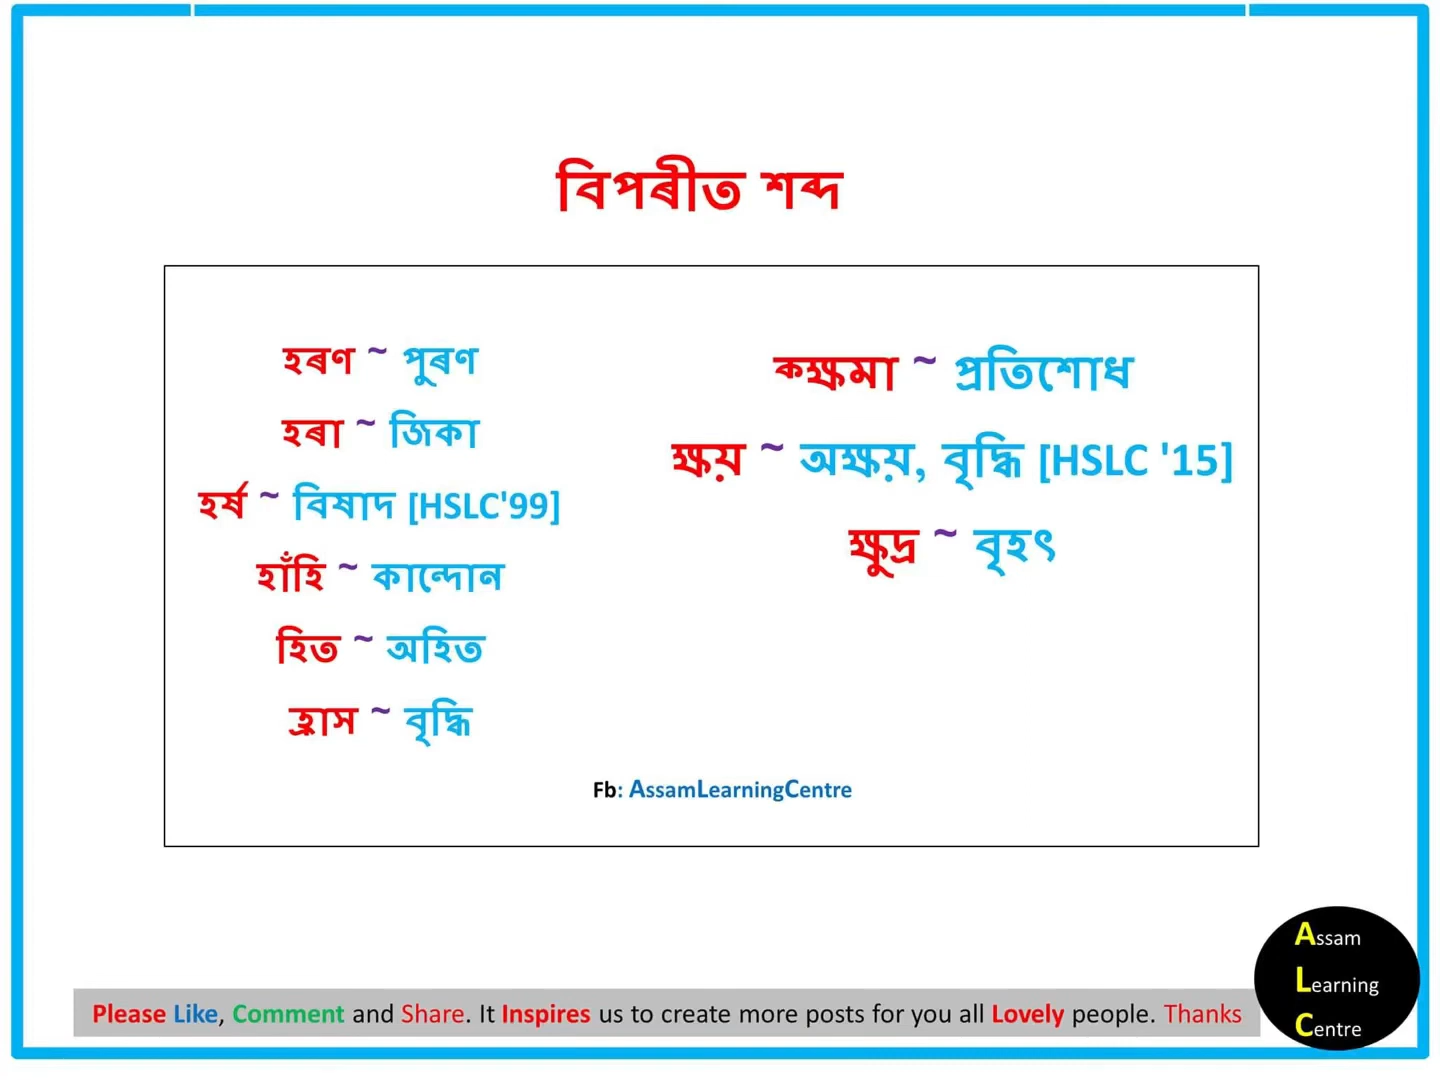 বিপৰীত শব্দ
হৰণ ~ পুৰণ
হৰা ~ জিকা
হৰ্ষ ~ বিষাদ [HSLC'99]
হাঁহি ~ কান্দোন
হিত ~ অহিত
হ্ৰাস ~ বৃদ্ধি
ক্ষমা ~ প্ৰতিশোধ
ক্ষয় ~ অক্ষয়, বৃদ্ধি [HSLC '15]
ক্ষুদ্ৰ ~ বৃহৎ
Fb: AssamLearningCentre
Please Like, Comment and Share. It Inspires us to create more posts for you all Lovely people. Thanks
Assam
Learning
Centre